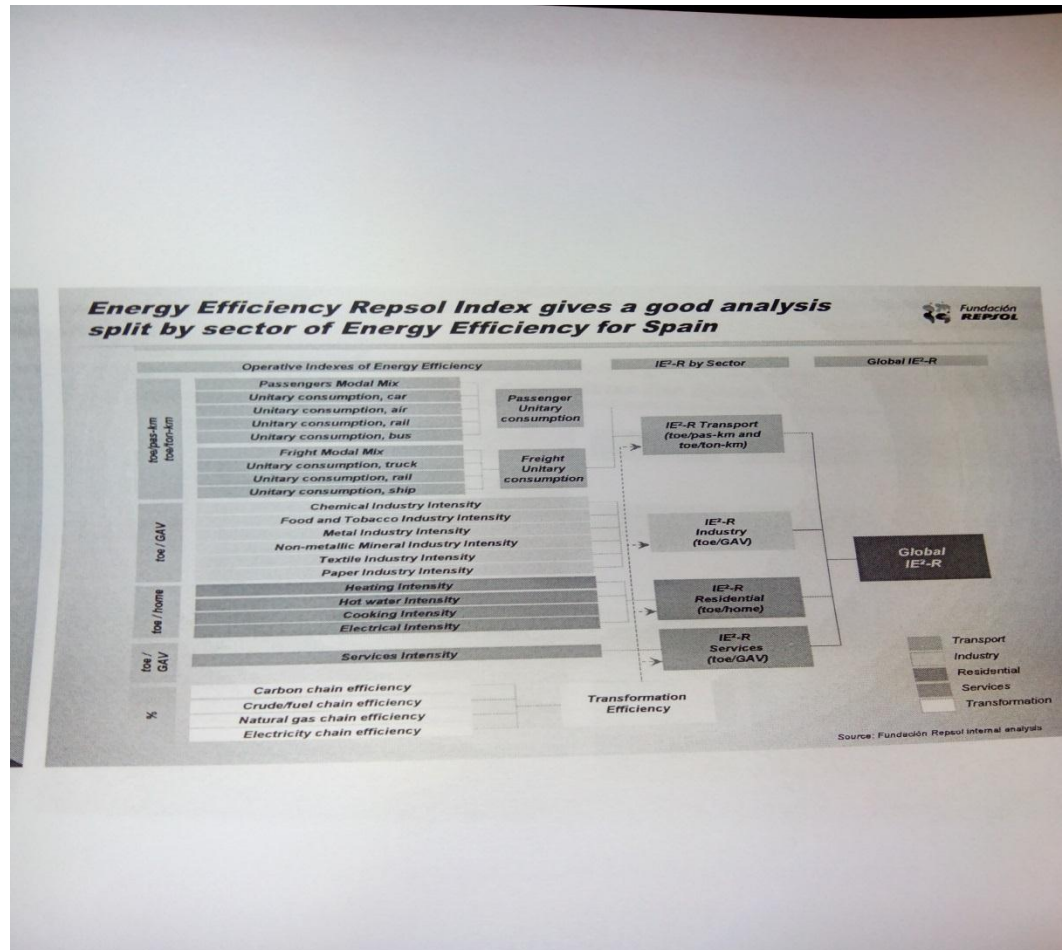 Energy Efficiency Repsol Index gives a good analysis
split by sector of Energy Efficiency for Spain
Fundación
REPSOL
Operative Indexes of Energy Efficiency
IE²-R by Sector
Global IE²-R
toe/pas-km
toe/ton-km
Passengers Modal Mix
Unitary consumption, car
Unitary consumption, air
Unitary consumption, rail
Unitary consumption, bus
Fright Modal Mix
Unitary consumption, truck
Unitary consumption, rail
Unitary consumption, ship
Passenger
Unitary
consumption
Freight
Unitary
consumption
IE²-R Transport
(toe/pas-km and
toe/ton-km)
toe / GAV
Chemical Industry Intensity
Food and Tobacco Industry Intensity
Metal Industry Intensity
Non-metallic Mineral Industry Intensity
Textile Industry Intensity
Paper Industry Intensity
IE²-R
Industry
(toe/GAV)
toe / home
Heating Intensity
Hot water Intensity
Cooking Intensity
Electrical Intensity
IE²-R
Residential
(toe/home)
toe /
GAV
Services Intensity
IE²-R
Services
(toe/GAV)
Global
IE²-R
%
Carbon chain efficiency
Crude/fuel chain efficiency
Natural gas chain efficiency
Electricity chain efficiency
Transformation
Efficiency
Transport
Industry
Residential
Services
Transformation
Source: Fundación Repsol internal analysis